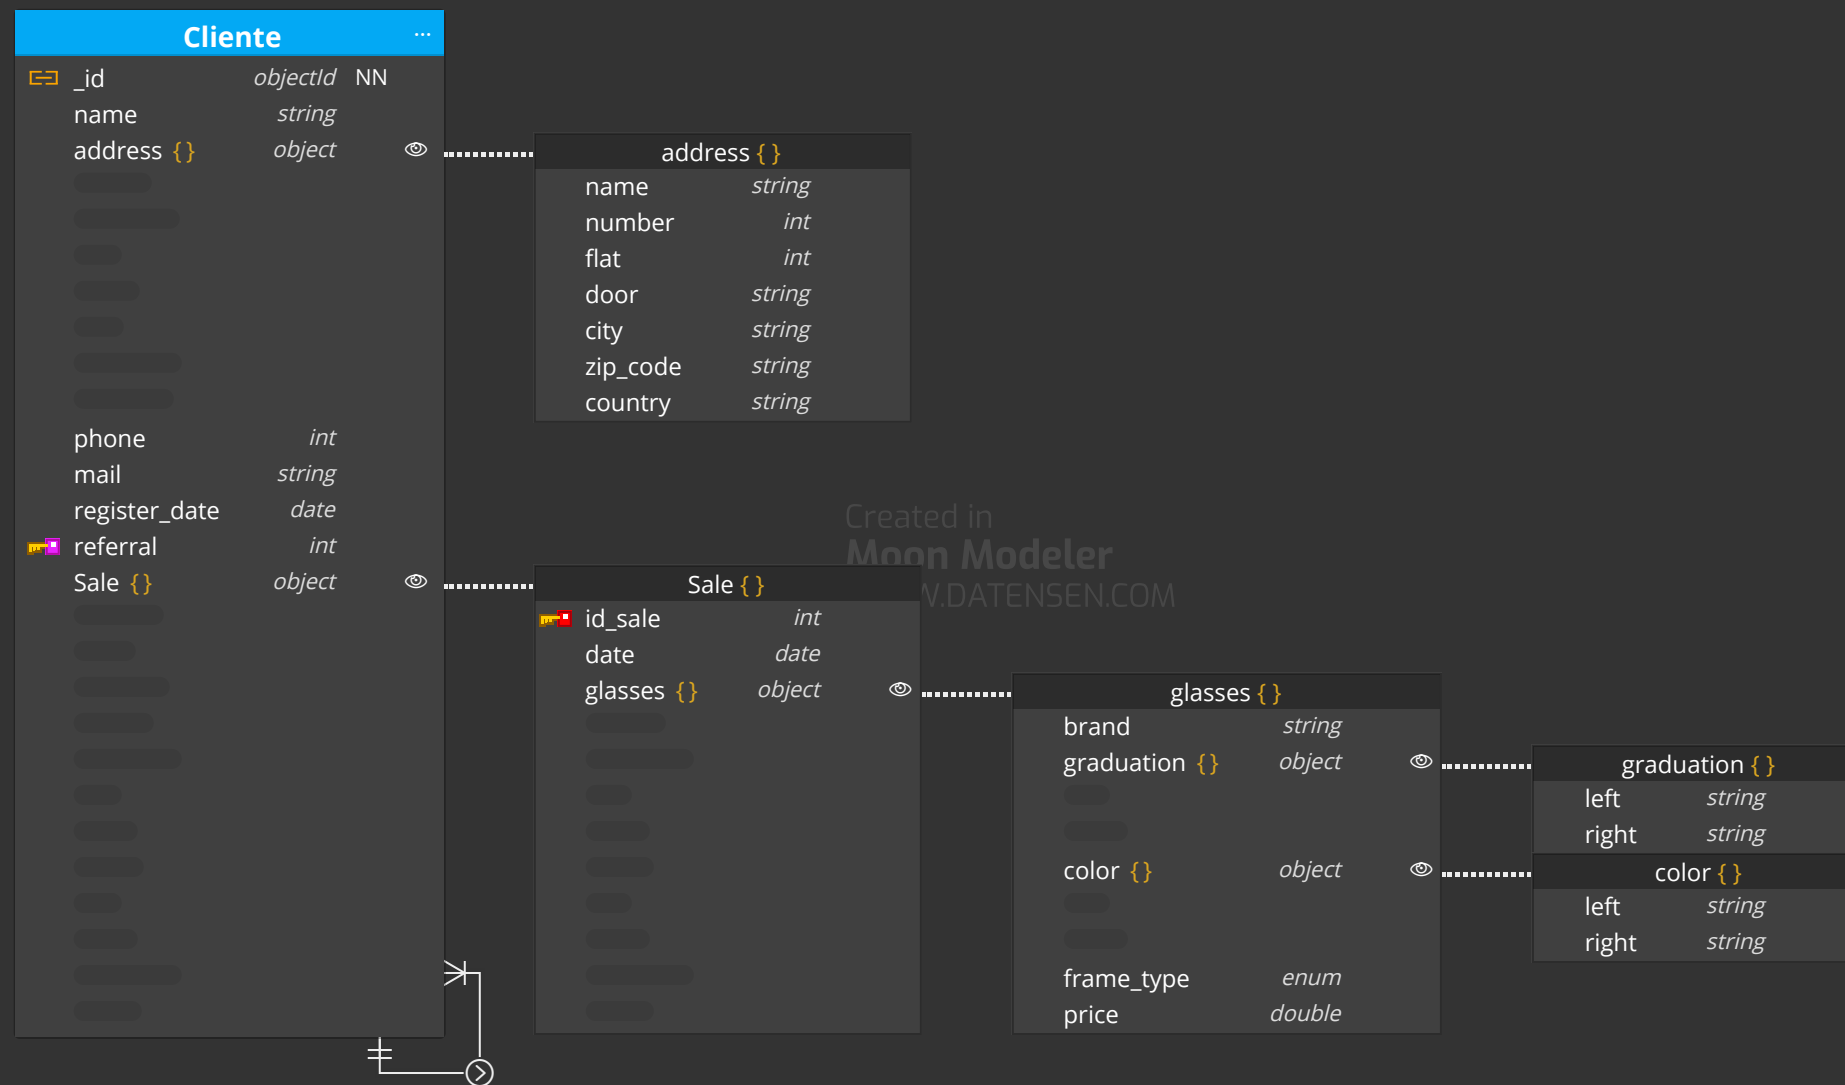 Cliente ...
_id objectId NN
name string
address {} object
phone int
mail string
register_date date
referral int
Sale {} object
address {}
name string
number int
flat int
door string
city string
zip_code string
country string
Created in
Moon Modeler
W.DATENSEN.COM
Sale {}
id_sale int
date date
glasses {} object
glasses {}
brand string
graduation {} object
color {} object
frame_type enum
price double
graduation {}
left string
right string
color {}
left string
right string